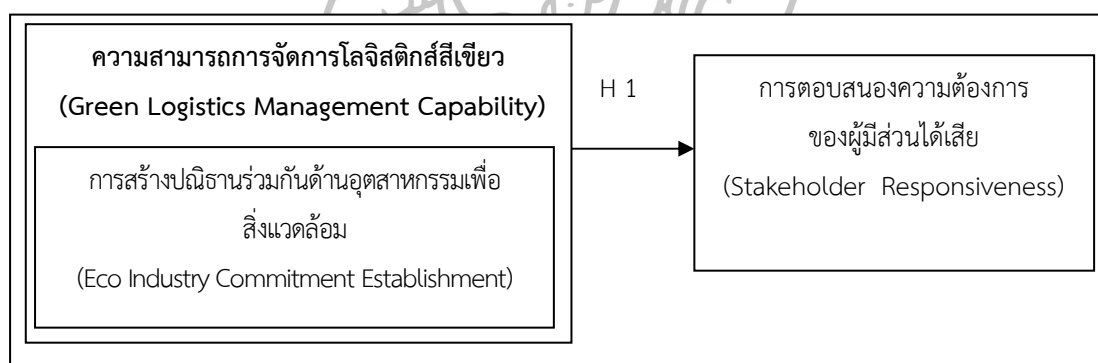 ความสามารถการจัดการโลจิสติกส์สีเขียว
(Green Logistics Management Capability)
การสร้างปณิธานร่วมกันด้านอุตสาหกรรมเพื่อ
สิ่งแวดล้อม
(Eco Industry Commitment Establishment)
H 1
การตอบสนองความต้องการ
ของผู้มีส่วนได้เสีย
(Stakeholder Responsiveness)